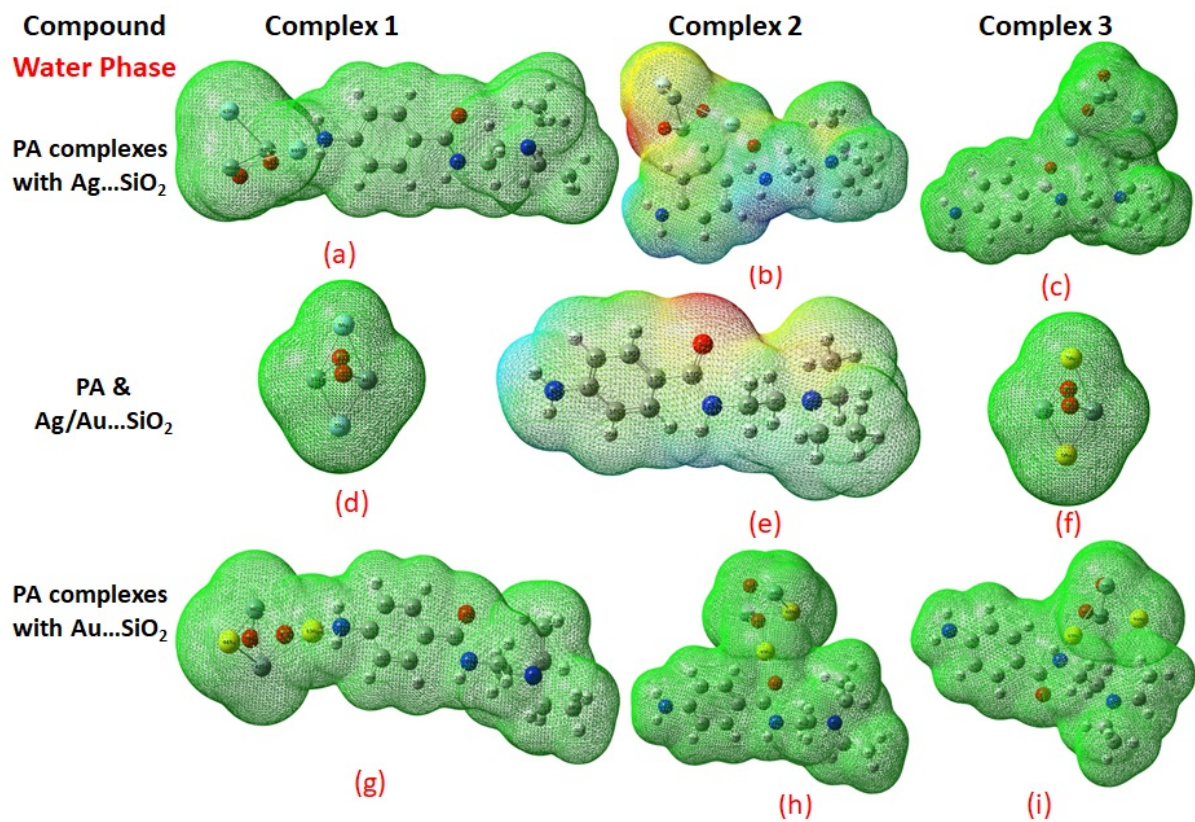 Compound
Complex 1
Complex 2
Complex 3
Water Phase
PA complexes
with Ag...SiO₂
(a)
(b)
(c)
PA &
Ag/Au...SiO₂
(d)
(e)
(f)
PA complexes
with Au...SiO₂
(g)
(h)
(i)